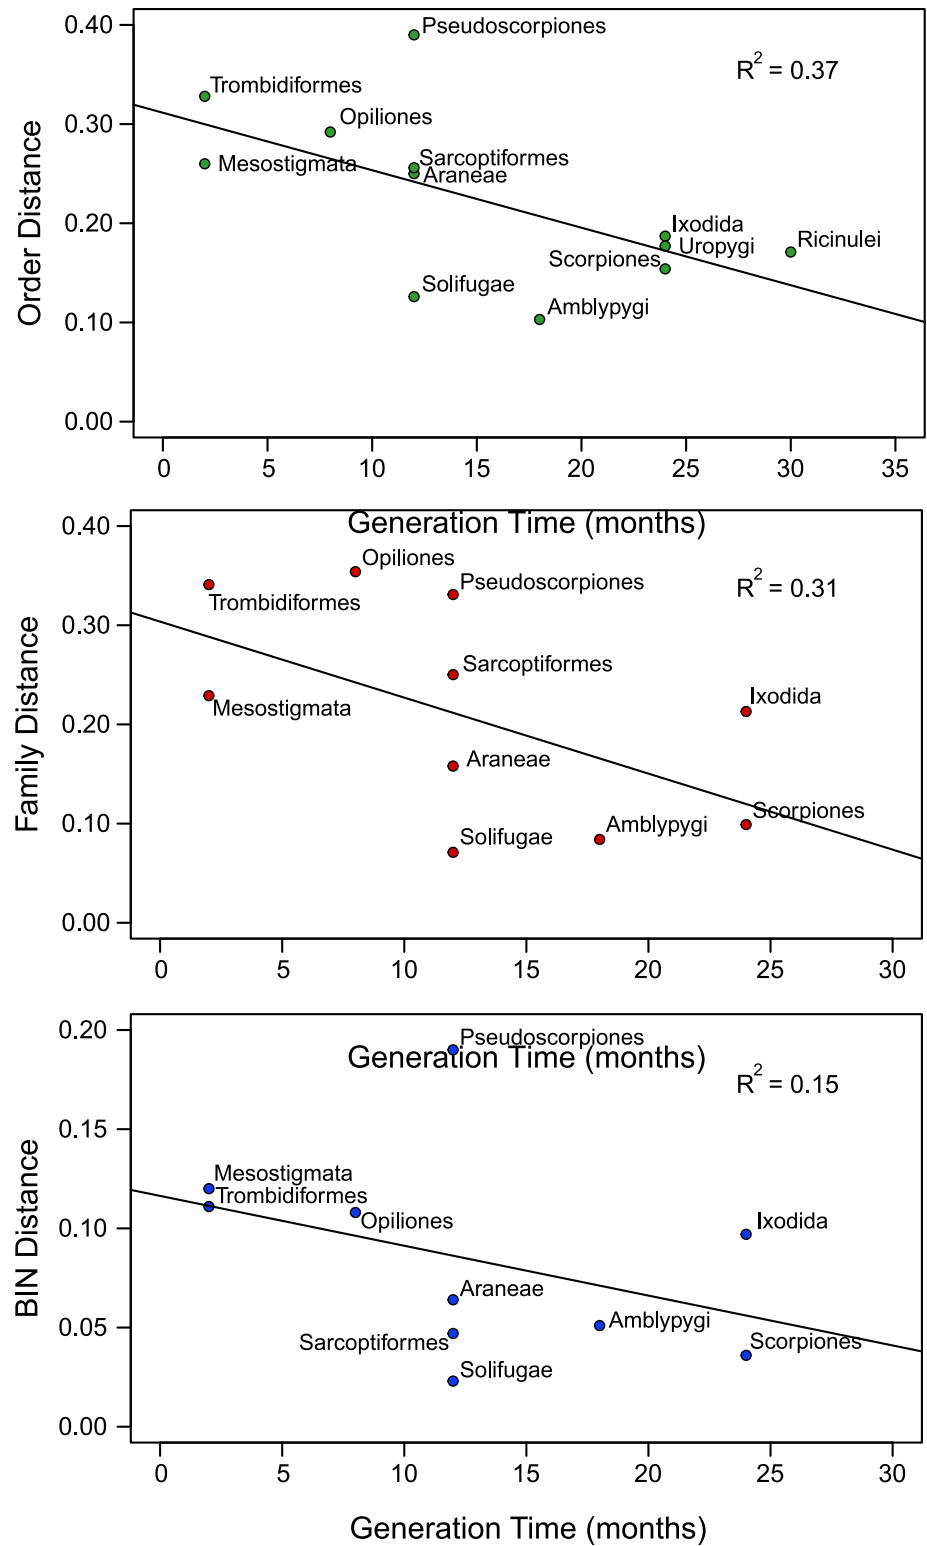 0.40
Pseudoscorpiones
R² = 0.37
Trombidiformes
Opiliones
0.30
Sarcoptiformes
Mesostigmata
Araneae
Order Distance
0.20
Ixodida
Uropygi
Ricinulei
Scorpiones
Solifugae
Amblypygi
0.10
0.00
0 5 10 15 20 25 30 35
Generation Time (months)
0.40
Opiliones
Pseudoscorpiones
R² = 0.31
Trombidiformes
0.30
Sarcoptiformes
Ixodida
Mesostigmata
Family Distance
0.20
Araneae
Scorpiones
Amblypygi
0.10
Solifugae
0.00
0 5 10 15 20 25 30
0.20
Pseudoscorpiones
Generation Time (months)
R² = 0.15
0.15
Mesostigmata
Trombidiformes
BIN Distance
0.10
Opiliones
Ixodida
Araneae
Amblypygi
0.05
Sarcoptiformes
Scorpiones
Solifugae
0.00
0 5 10 15 20 25 30
Generation Time (months)